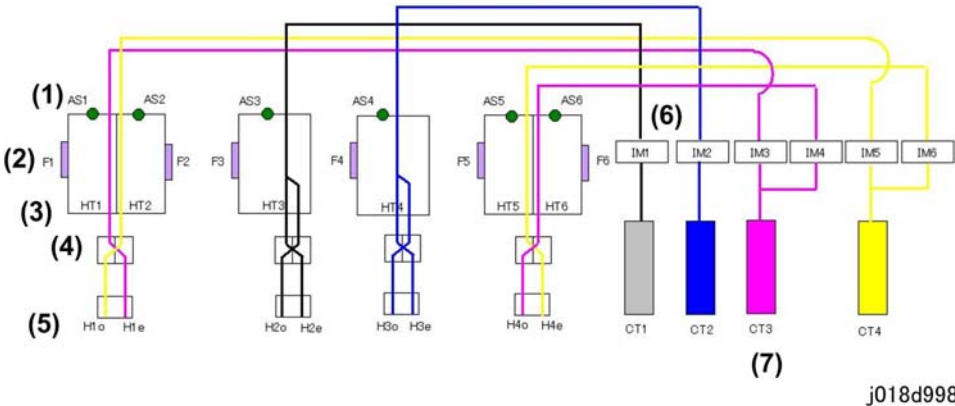 (1) AS1 AS2 AS3 AS4 AS5 AS6 (6)
(2) F1 F2 F3 F4 F5 F6 IM1 IM2 IM3 IM4 IM5 IM6
(3) HT1 HT2 HT3 HT4 HT5 HT6
(4)
(5) H1o H1e H2o H2e H3o H3e H4o H4e CT1 CT2 CT3 CT4
(7)
j018d998